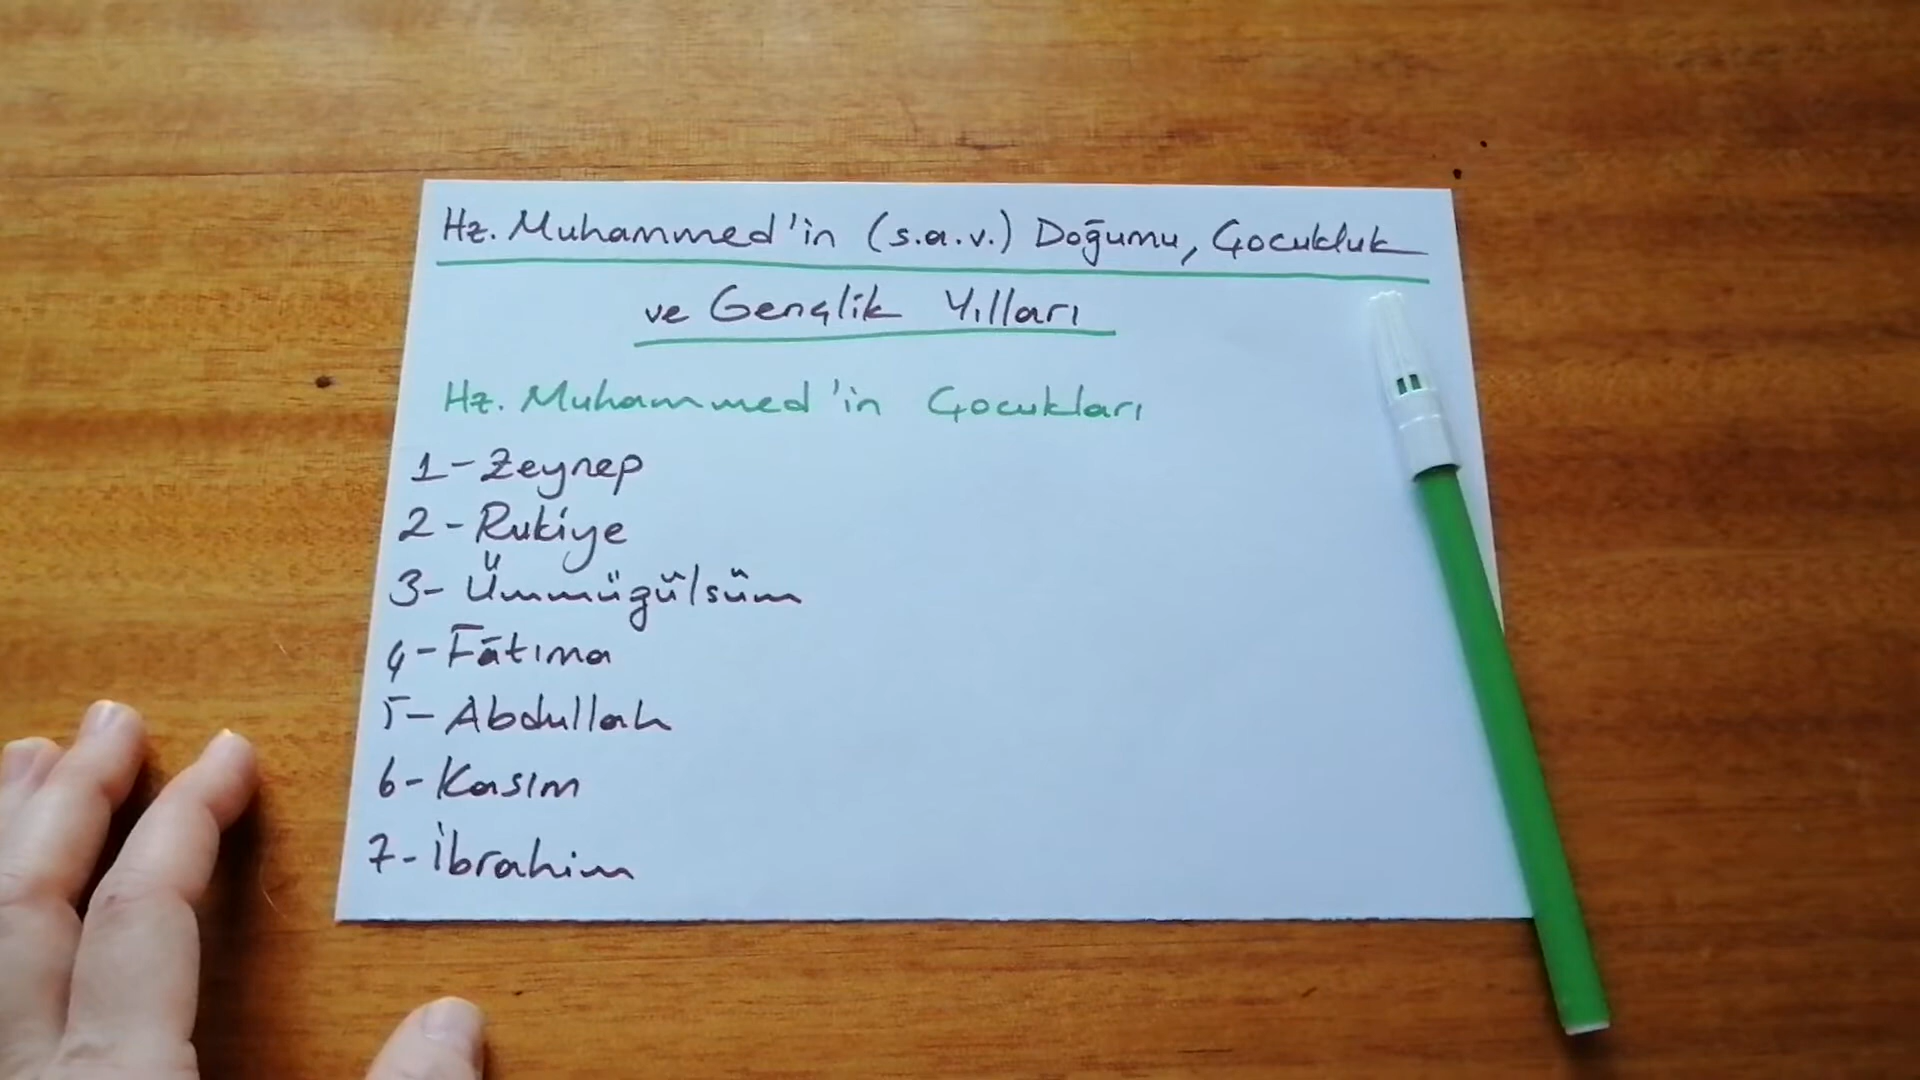 Hz. Muhammed'in (s.a.v.) Doğumu, Çocukluk
ve Gençlik Yılları
Hz. Muhammed'in Çocukları
1- Zeynep
2- Rukiye
3- Ümmügülsüm
4- Fātıma
5- Abdullah
6- Kasım
7- İbrahim